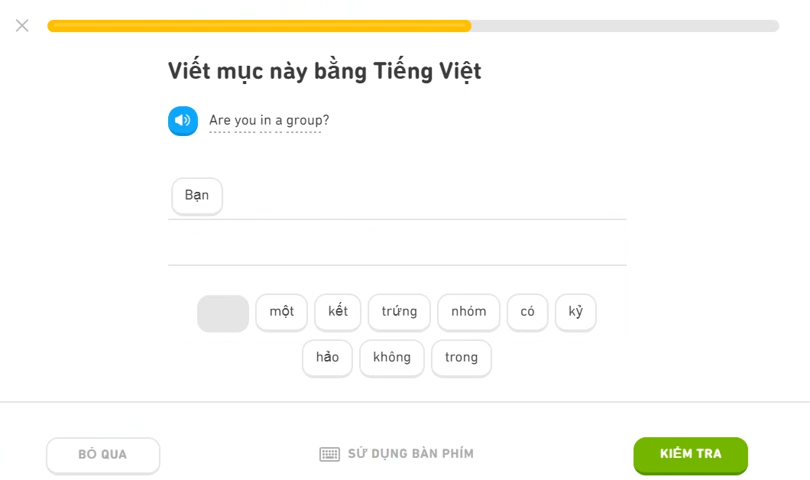 Viết mục này bằng Tiếng Việt
Are you in a group?
Bạn
một kết trứng nhóm có kỷ
hảo không trong
BỎ QUA SỬ DỤNG BÀN PHÍM KIỂM TRA